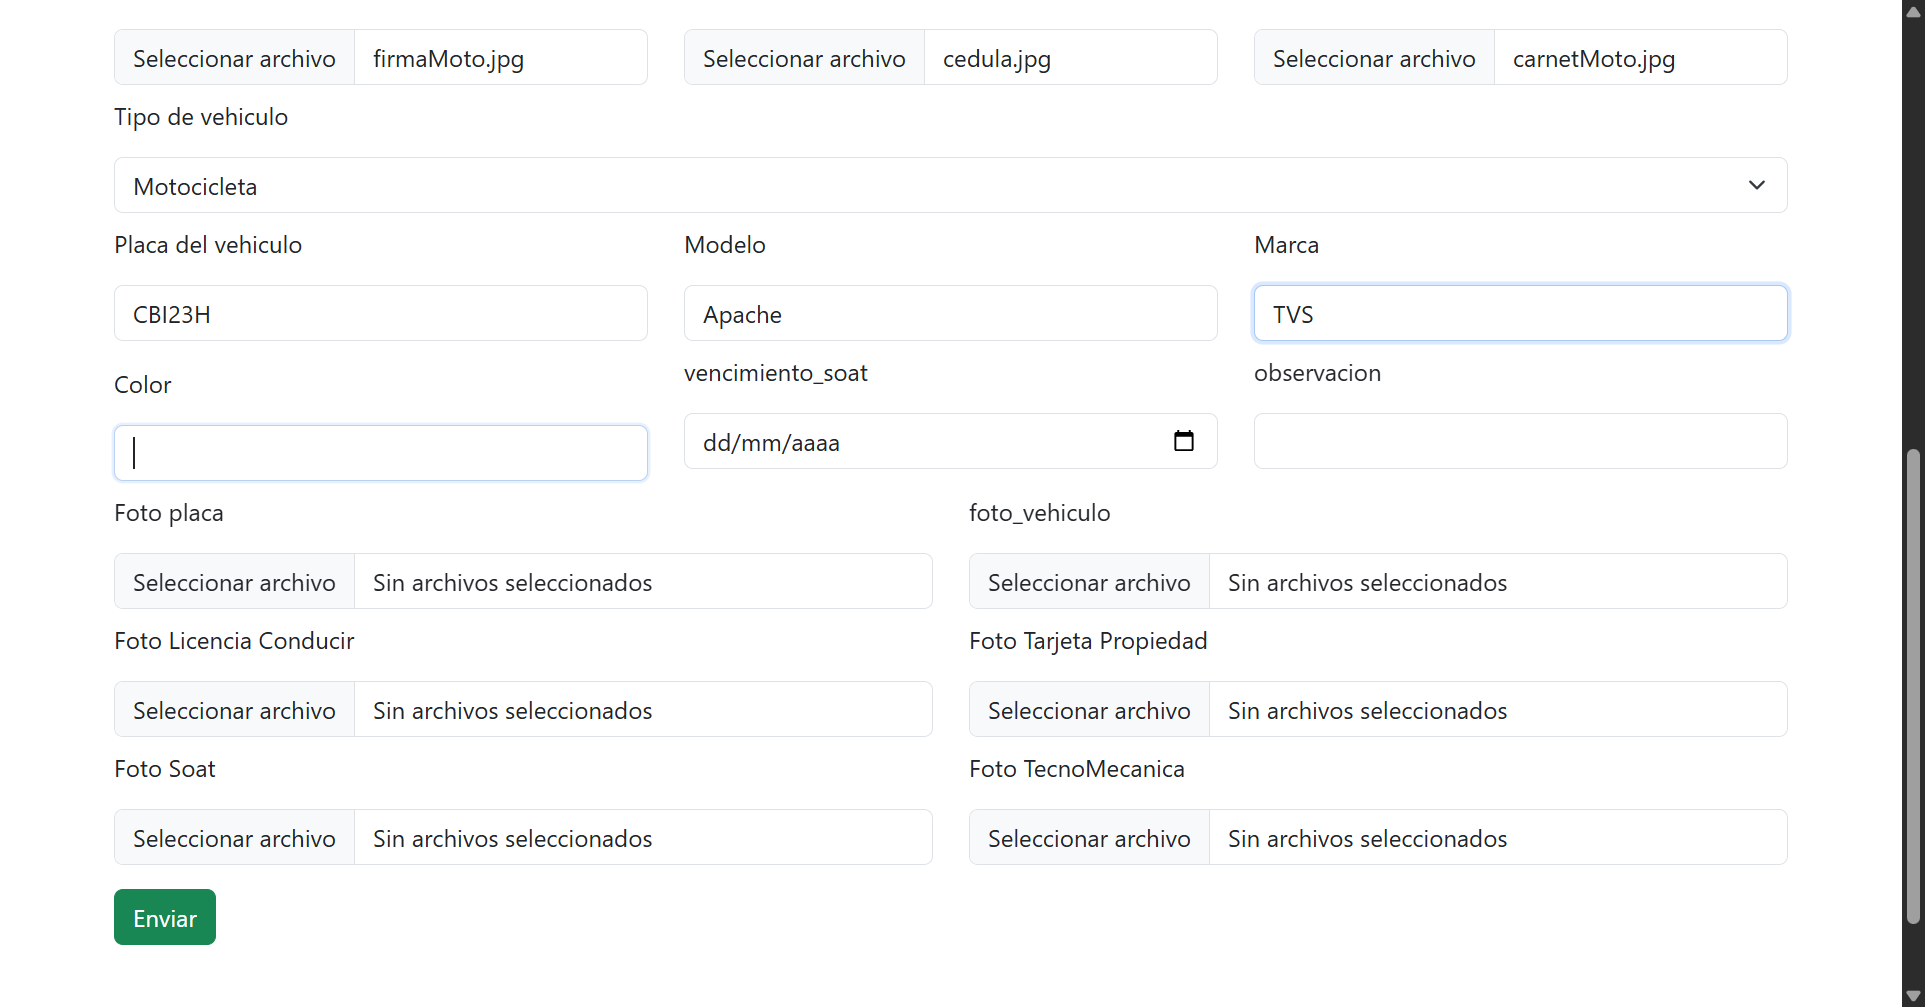 Seleccionar archivo firmaMoto.jpg Seleccionar archivo cedula.jpg Seleccionar archivo carnetMoto.jpg
Tipo de vehiculo
Motocicleta
Placa del vehiculo Modelo Marca
CBI23H Apache TVS
Color vencimiento_soat observacion
dd/mm/aaaa
Foto placa foto_vehiculo
Seleccionar archivo Sin archivos seleccionados Seleccionar archivo Sin archivos seleccionados
Foto Licencia Conducir Foto Tarjeta Propiedad
Seleccionar archivo Sin archivos seleccionados Seleccionar archivo Sin archivos seleccionados
Foto Soat Foto TecnoMecanica
Seleccionar archivo Sin archivos seleccionados Seleccionar archivo Sin archivos seleccionados
Enviar